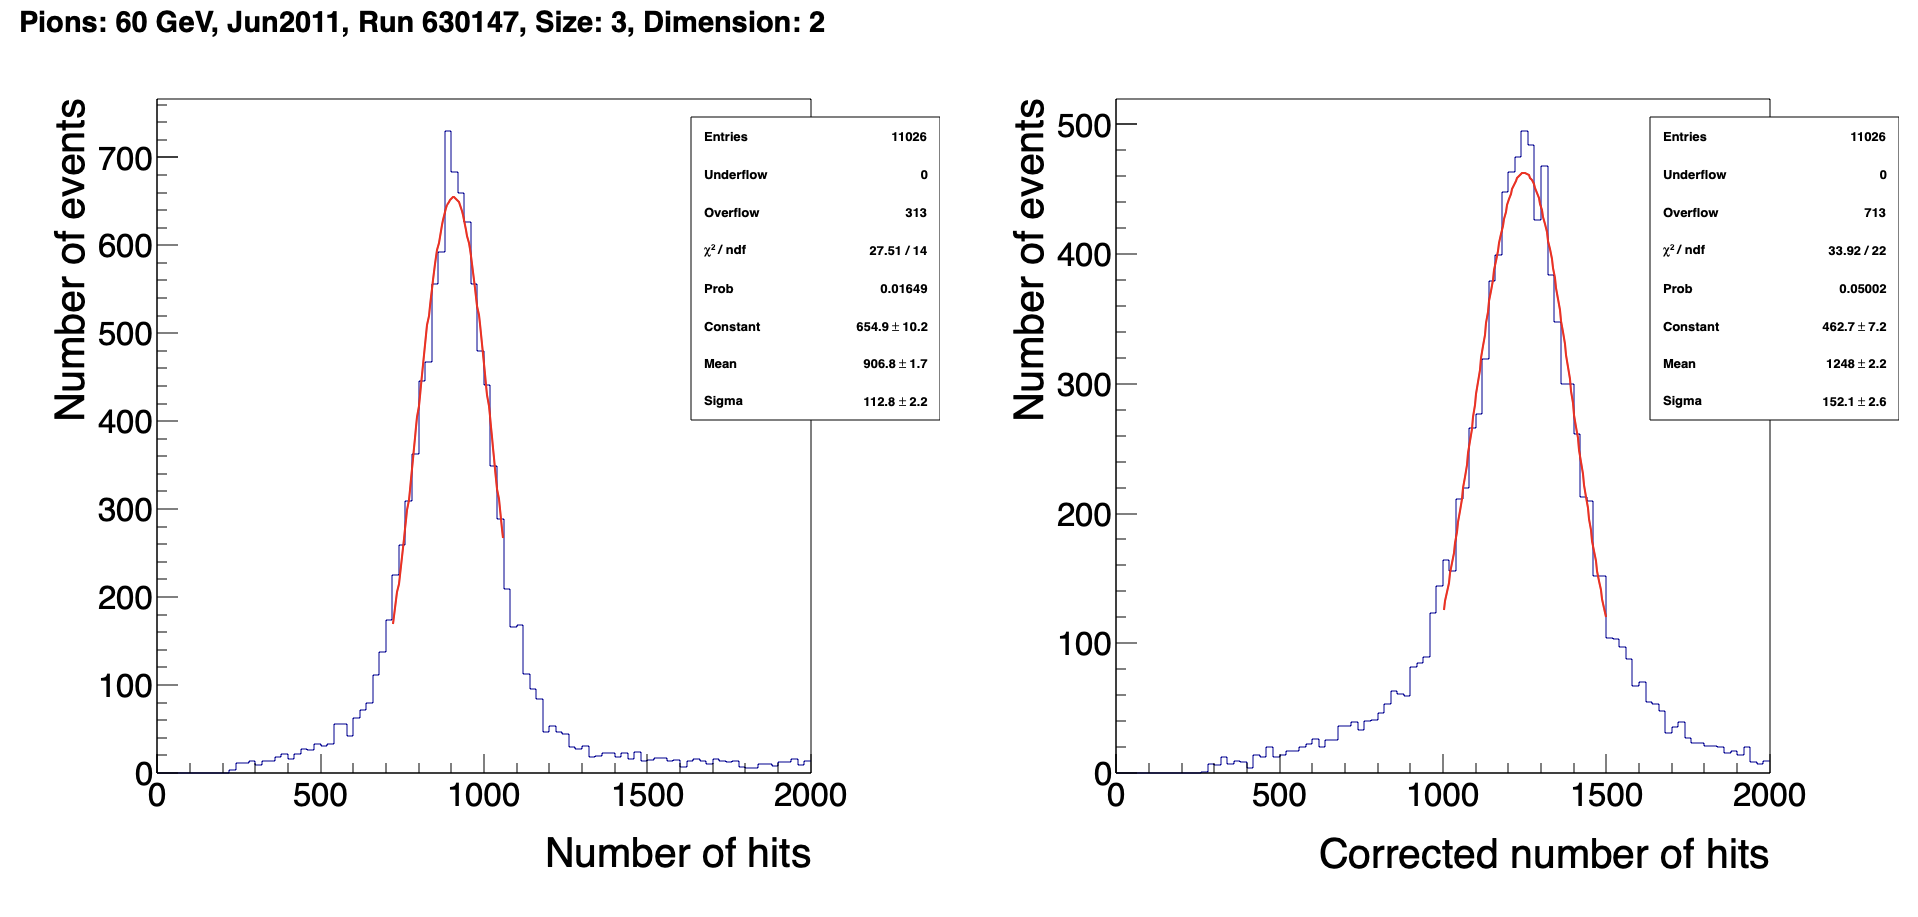 Pions: 60 GeV, Jun2011, Run 630147, Size: 3, Dimension: 2
Number of events
700
600
500
400
300
200
100
0
0 500 1000 1500 2000
Number of hits
Entries 11026
Underflow 0
Overflow 313
χ² / ndf 27.51 / 14
Prob 0.01649
Constant 654.9 ± 10.2
Mean 906.8 ± 1.7
Sigma 112.8 ± 2.2
Number of events
500
400
300
200
100
0
0 500 1000 1500 2000
Corrected number of hits
Entries 11026
Underflow 0
Overflow 713
χ² / ndf 33.92 / 22
Prob 0.05002
Constant 462.7 ± 7.2
Mean 1248 ± 2.2
Sigma 152.1 ± 2.6